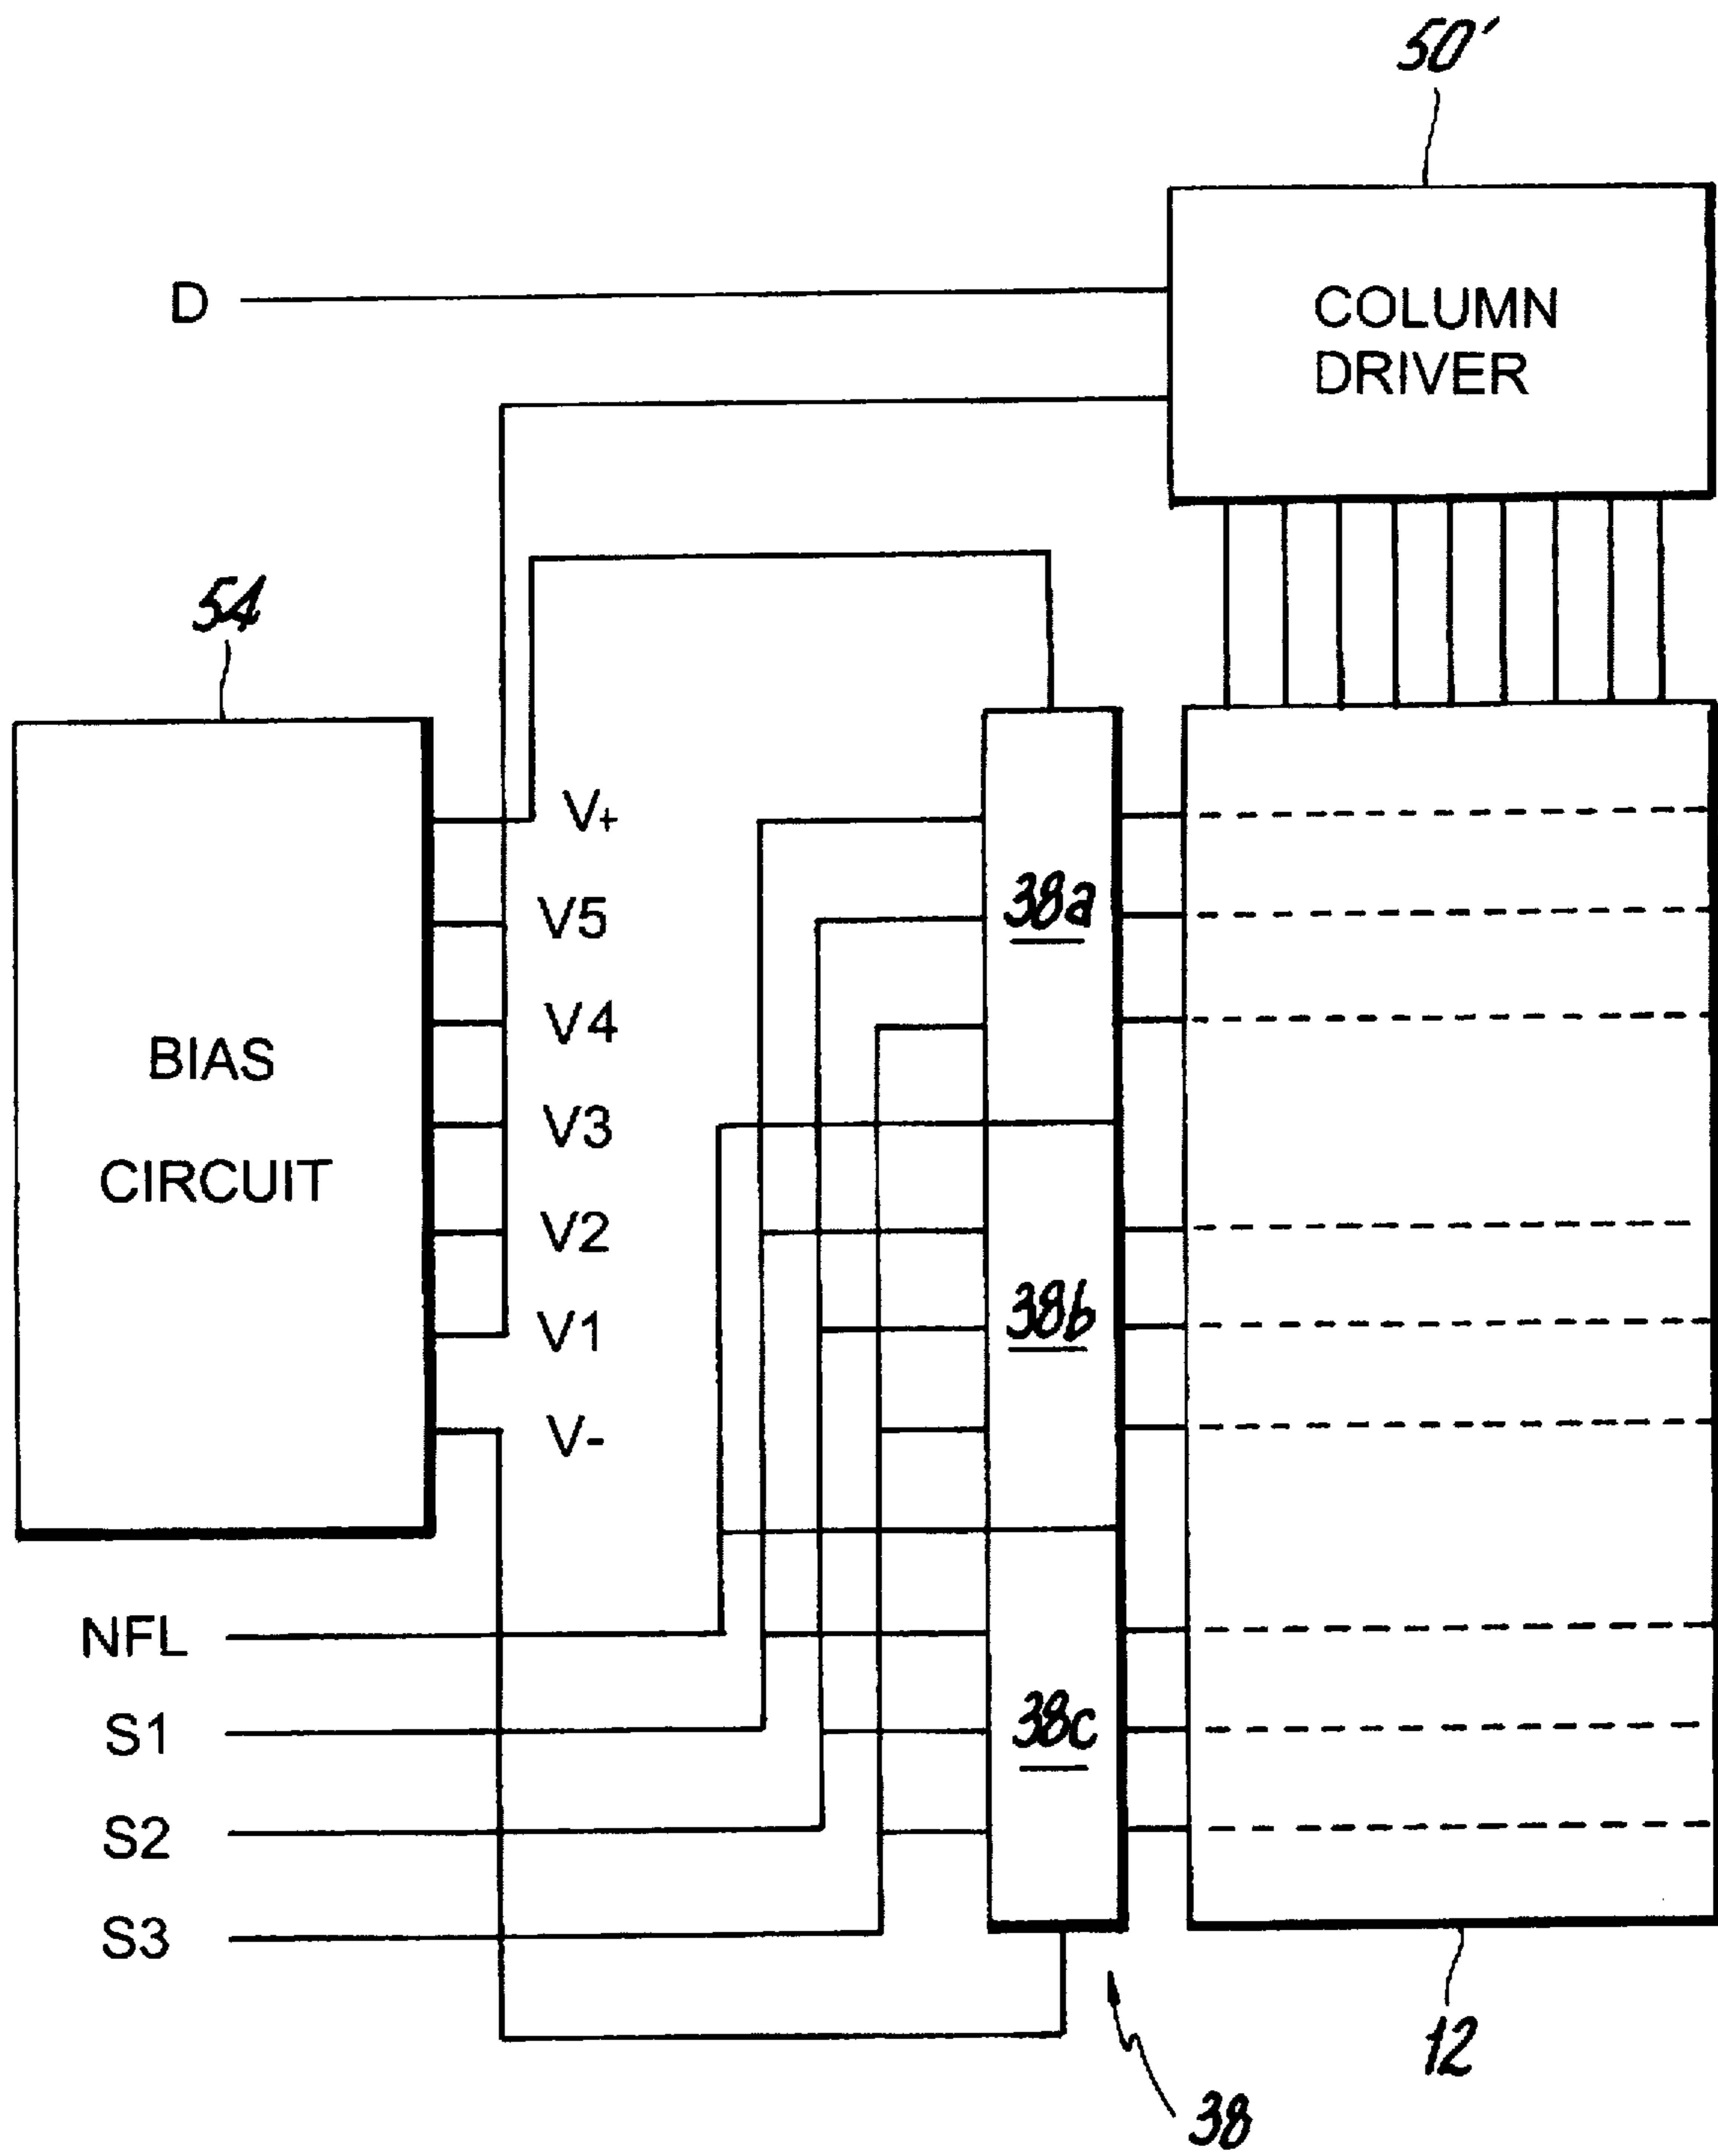 50'
D
COLUMN
DRIVER
54
V+
V5
V4
BIAS
V3
CIRCUIT
V2
V1
V-
38a
38b
38c
NFL
S1
S2
S3
12
38